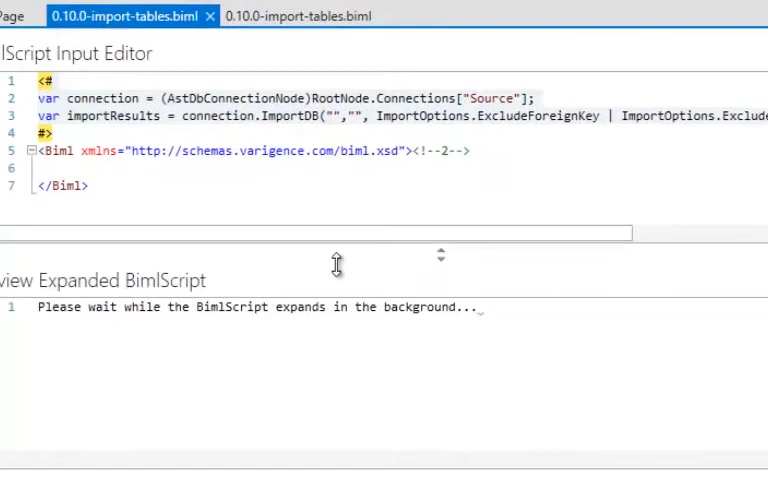 Page
0.10.0-import-tables.biml
0.10.0-import-tables.biml
lScript Input Editor
1 <#
2 var connection = (AstDbConnectionNode)RootNode.Connections["Source"];
3 var importResults = connection.ImportDB("","", ImportOptions.ExcludeForeignKey | ImportOptions.Exclude
4 #>
5 <Biml xmlns="http://schemas.varigence.com/biml.xsd"><!--2-->
6
7 </Biml>
view Expanded BimlScript
1 Please wait while the BimlScript expands in the background...